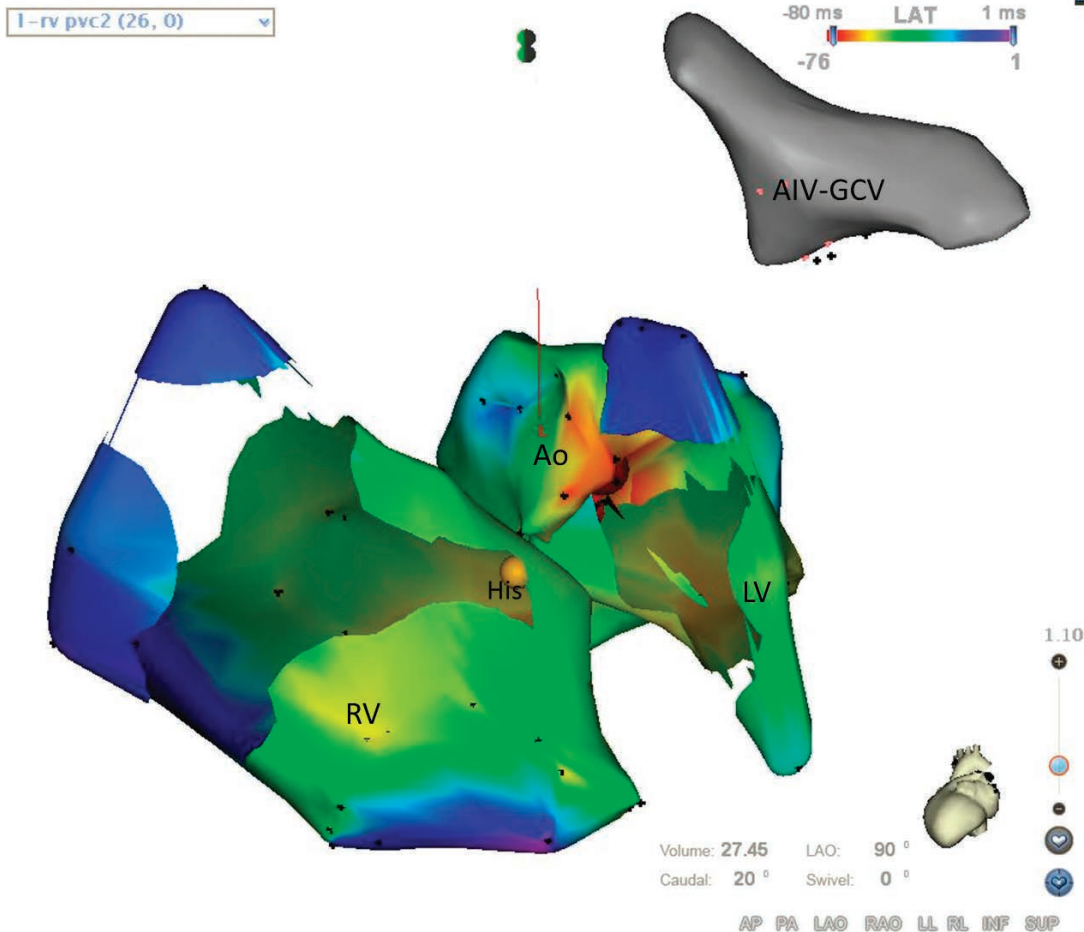 1-rv pvc2 (26, 0)
-80 ms LAT 1 ms
-76 1
AIV-GCV
Ao
His
LV
RV
1.10
Volume: 27.45 LAO: 90 °
Caudal: 20 ° Swivel: 0 °
AP PA LAO RAO LL RL INF SUP